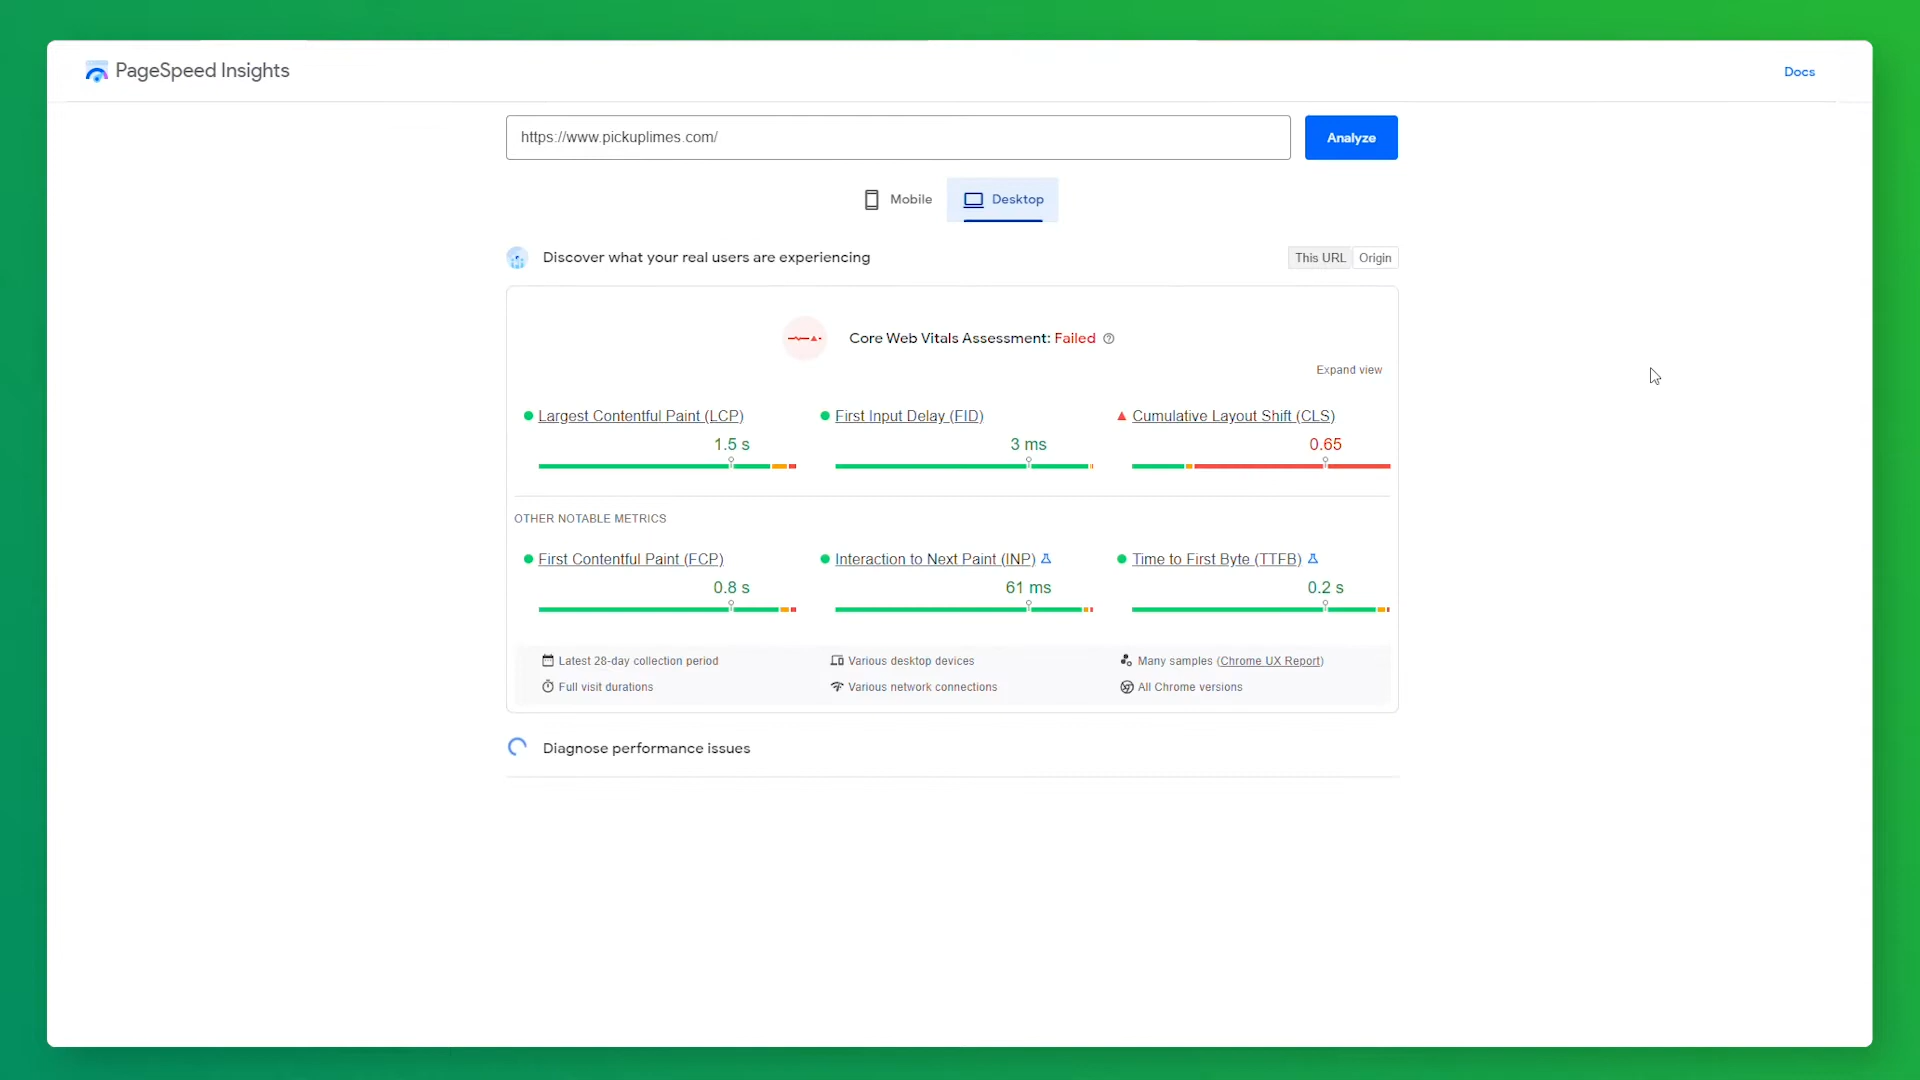 PageSpeed Insights
Docs
https://www.pickuplimes.com/
Analyze
Mobile
Desktop
Discover what your real users are experiencing
This URL
Origin
Core Web Vitals Assessment: Failed
Expand view
Largest Contentful Paint (LCP)
1.5 s
First Input Delay (FID)
3 ms
Cumulative Layout Shift (CLS)
0.65
OTHER NOTABLE METRICS
First Contentful Paint (FCP)
0.8 s
Interaction to Next Paint (INP)
61 ms
Time to First Byte (TTFB)
0.2 s
Latest 28-day collection period
Various desktop devices
Many samples (Chrome UX Report)
Full visit durations
Various network connections
All Chrome versions
Diagnose performance issues